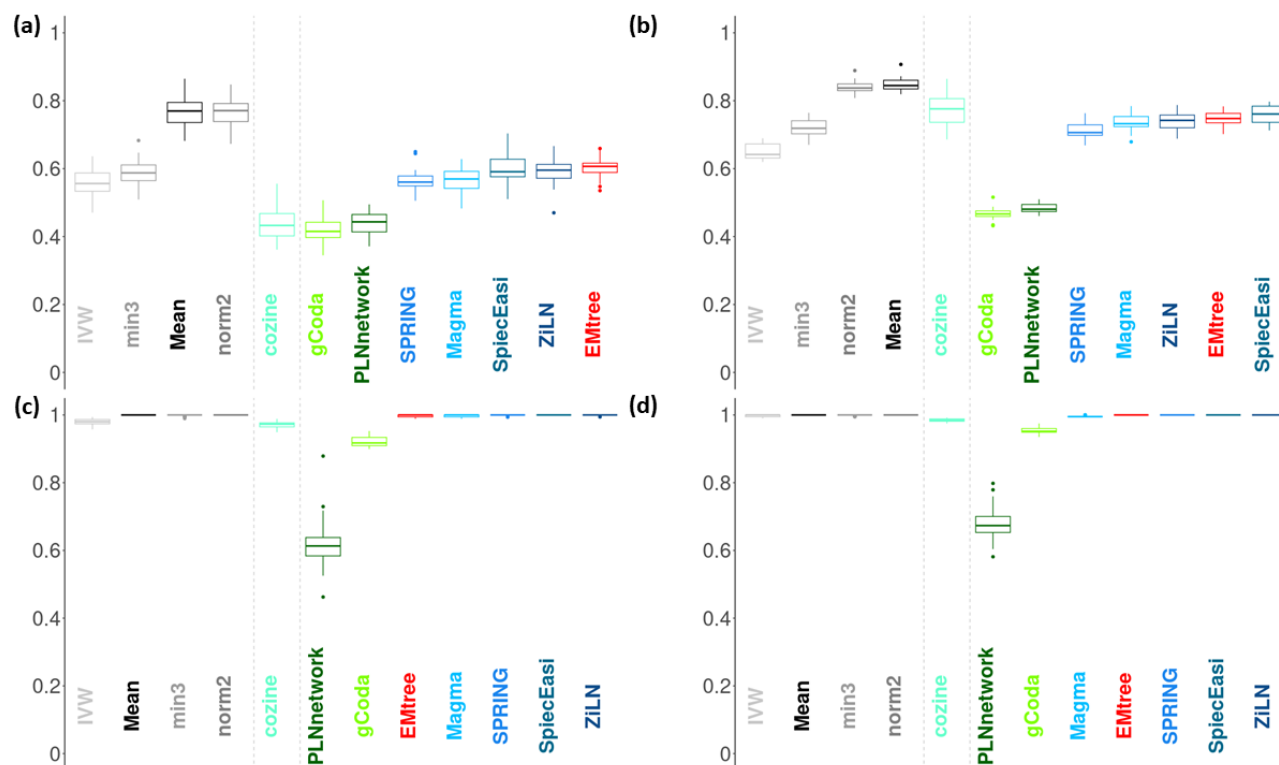 (a)
1
0.8
0.6
0.4
0.2
0
IVW
min3
Mean
norm2
cozine
gCoda
PLNnetwork
SPRING
Magma
SpiecEasi
ZiLN
EMtree
(b)
1
0.8
0.6
0.4
0.2
0
IVW
min3
norm2
Mean
cozine
gCoda
PLNnetwork
SPRING
Magma
ZiLN
EMtree
SpiecEasi
(c)
1
0.8
0.6
0.4
0.2
0
IVW
Mean
min3
norm2
cozine
PLNnetwork
gCoda
EMtree
Magma
SPRING
SpiecEasi
ZiLN
(d)
1
0.8
0.6
0.4
0.2
0
IVW
Mean
min3
norm2
cozine
PLNnetwork
gCoda
Magma
EMtree
SPRING
SpiecEasi
ZiLN